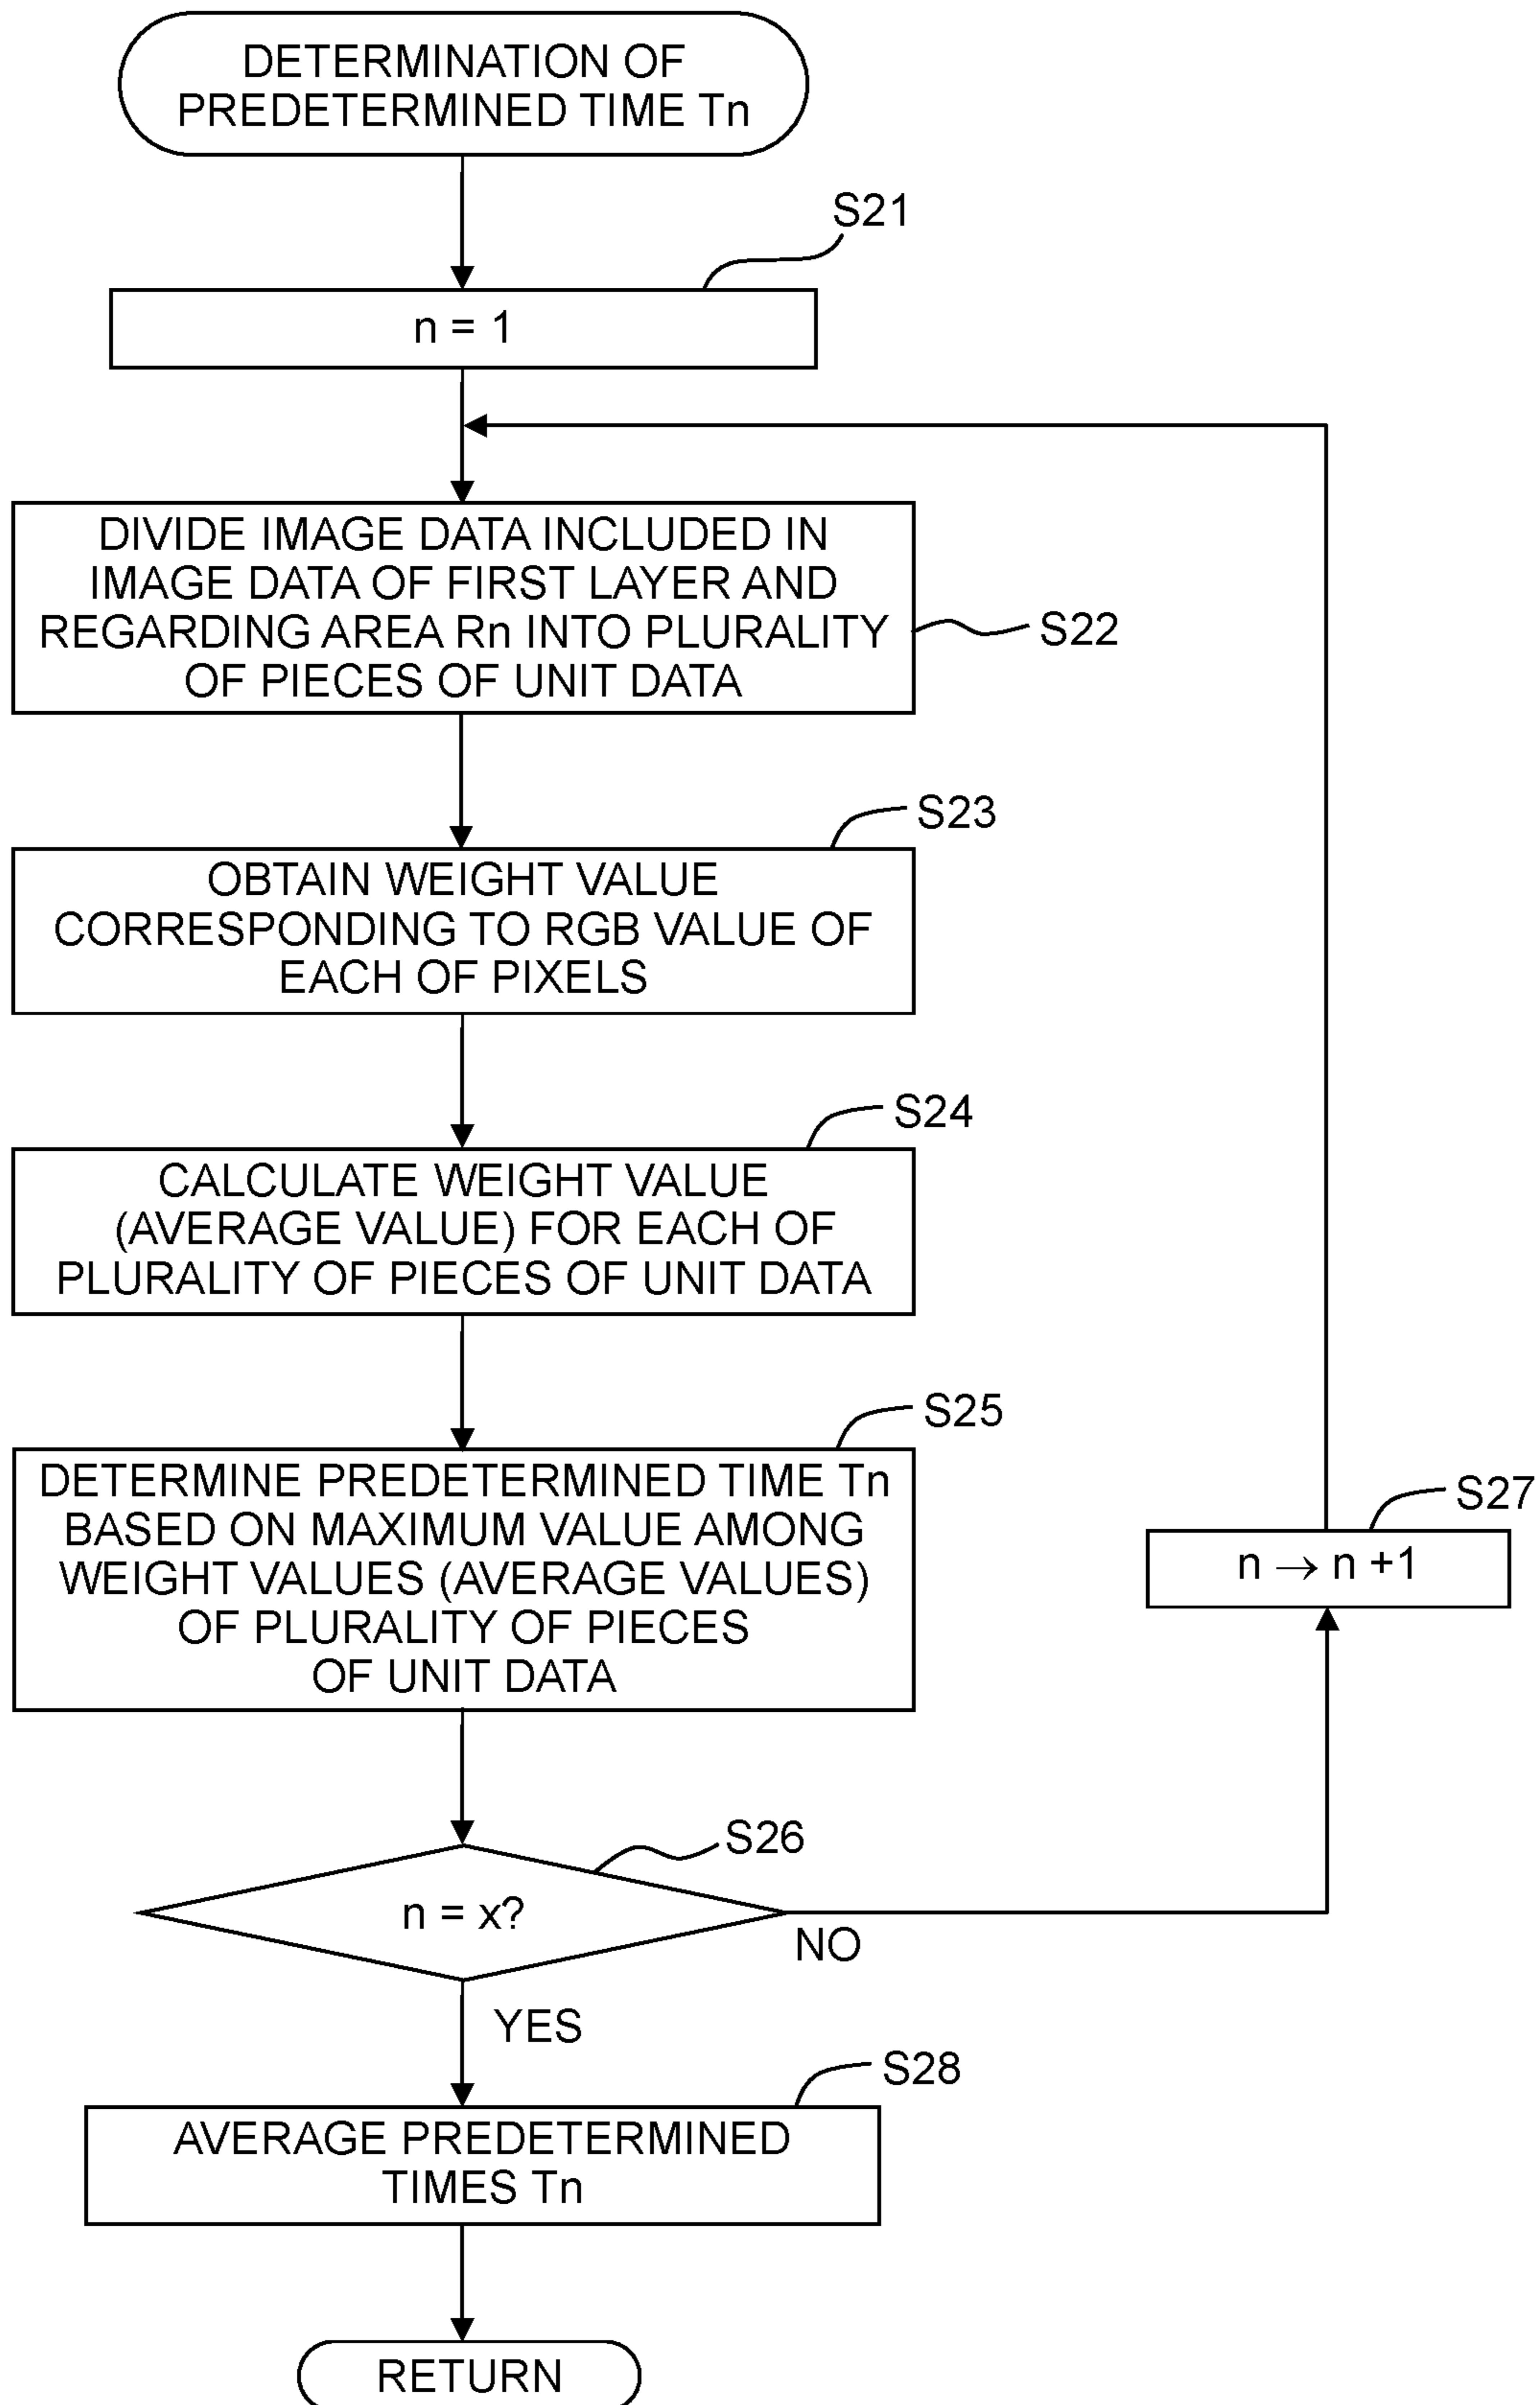 DETERMINATION OF
PREDETERMINED TIME Tn
S21
n = 1
DIVIDE IMAGE DATA INCLUDED IN
IMAGE DATA OF FIRST LAYER AND
REGARDING AREA Rn INTO PLURALITY
OF PIECES OF UNIT DATA
S22
S23
OBTAIN WEIGHT VALUE
CORRESPONDING TO RGB VALUE OF
EACH OF PIXELS
S24
CALCULATE WEIGHT VALUE
(AVERAGE VALUE) FOR EACH OF
PLURALITY OF PIECES OF UNIT DATA
S25
DETERMINE PREDETERMINED TIME Tn
BASED ON MAXIMUM VALUE AMONG
WEIGHT VALUES (AVERAGE VALUES)
OF PLURALITY OF PIECES
OF UNIT DATA
S27
n → n +1
S26
n = x?
NO
YES
S28
AVERAGE PREDETERMINED
TIMES Tn
RETURN